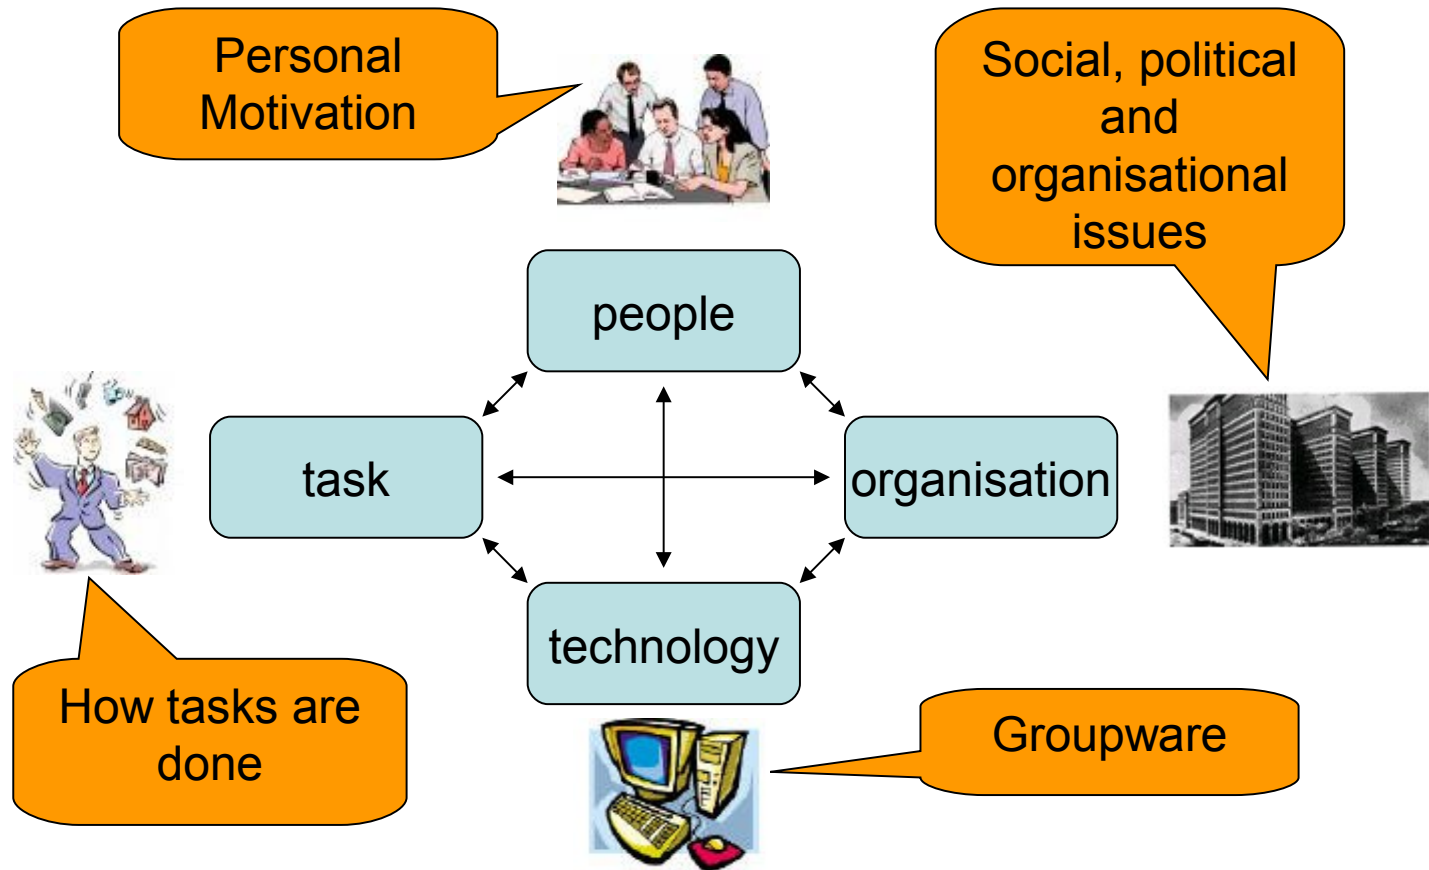 Personal
Motivation
Social, political
and
organisational
issues
people
task
organisation
technology
How tasks are
done
Groupware